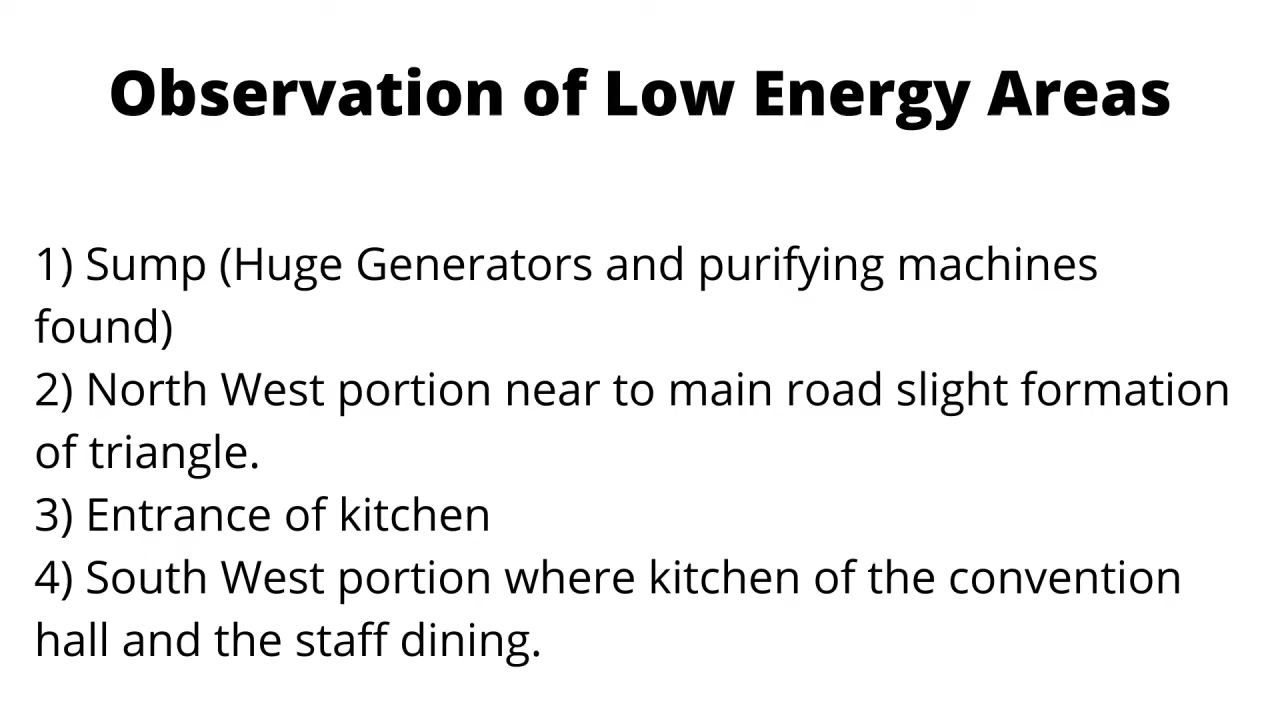 Observation of Low Energy Areas
1) Sump (Huge Generators and purifying machines
found)
2) North West portion near to main road slight formation
of triangle.
3) Entrance of kitchen
4) South West portion where kitchen of the convention
hall and the staff dining.